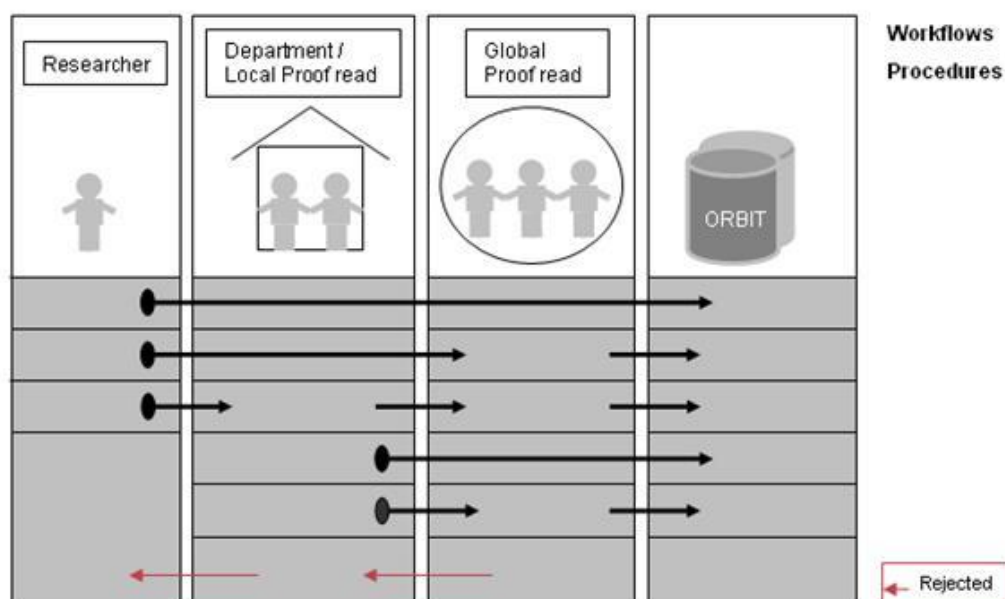 Researcher
Department /
Local Proof read
Global
Proof read
Workflows
Procedures
ORBIT
Rejected